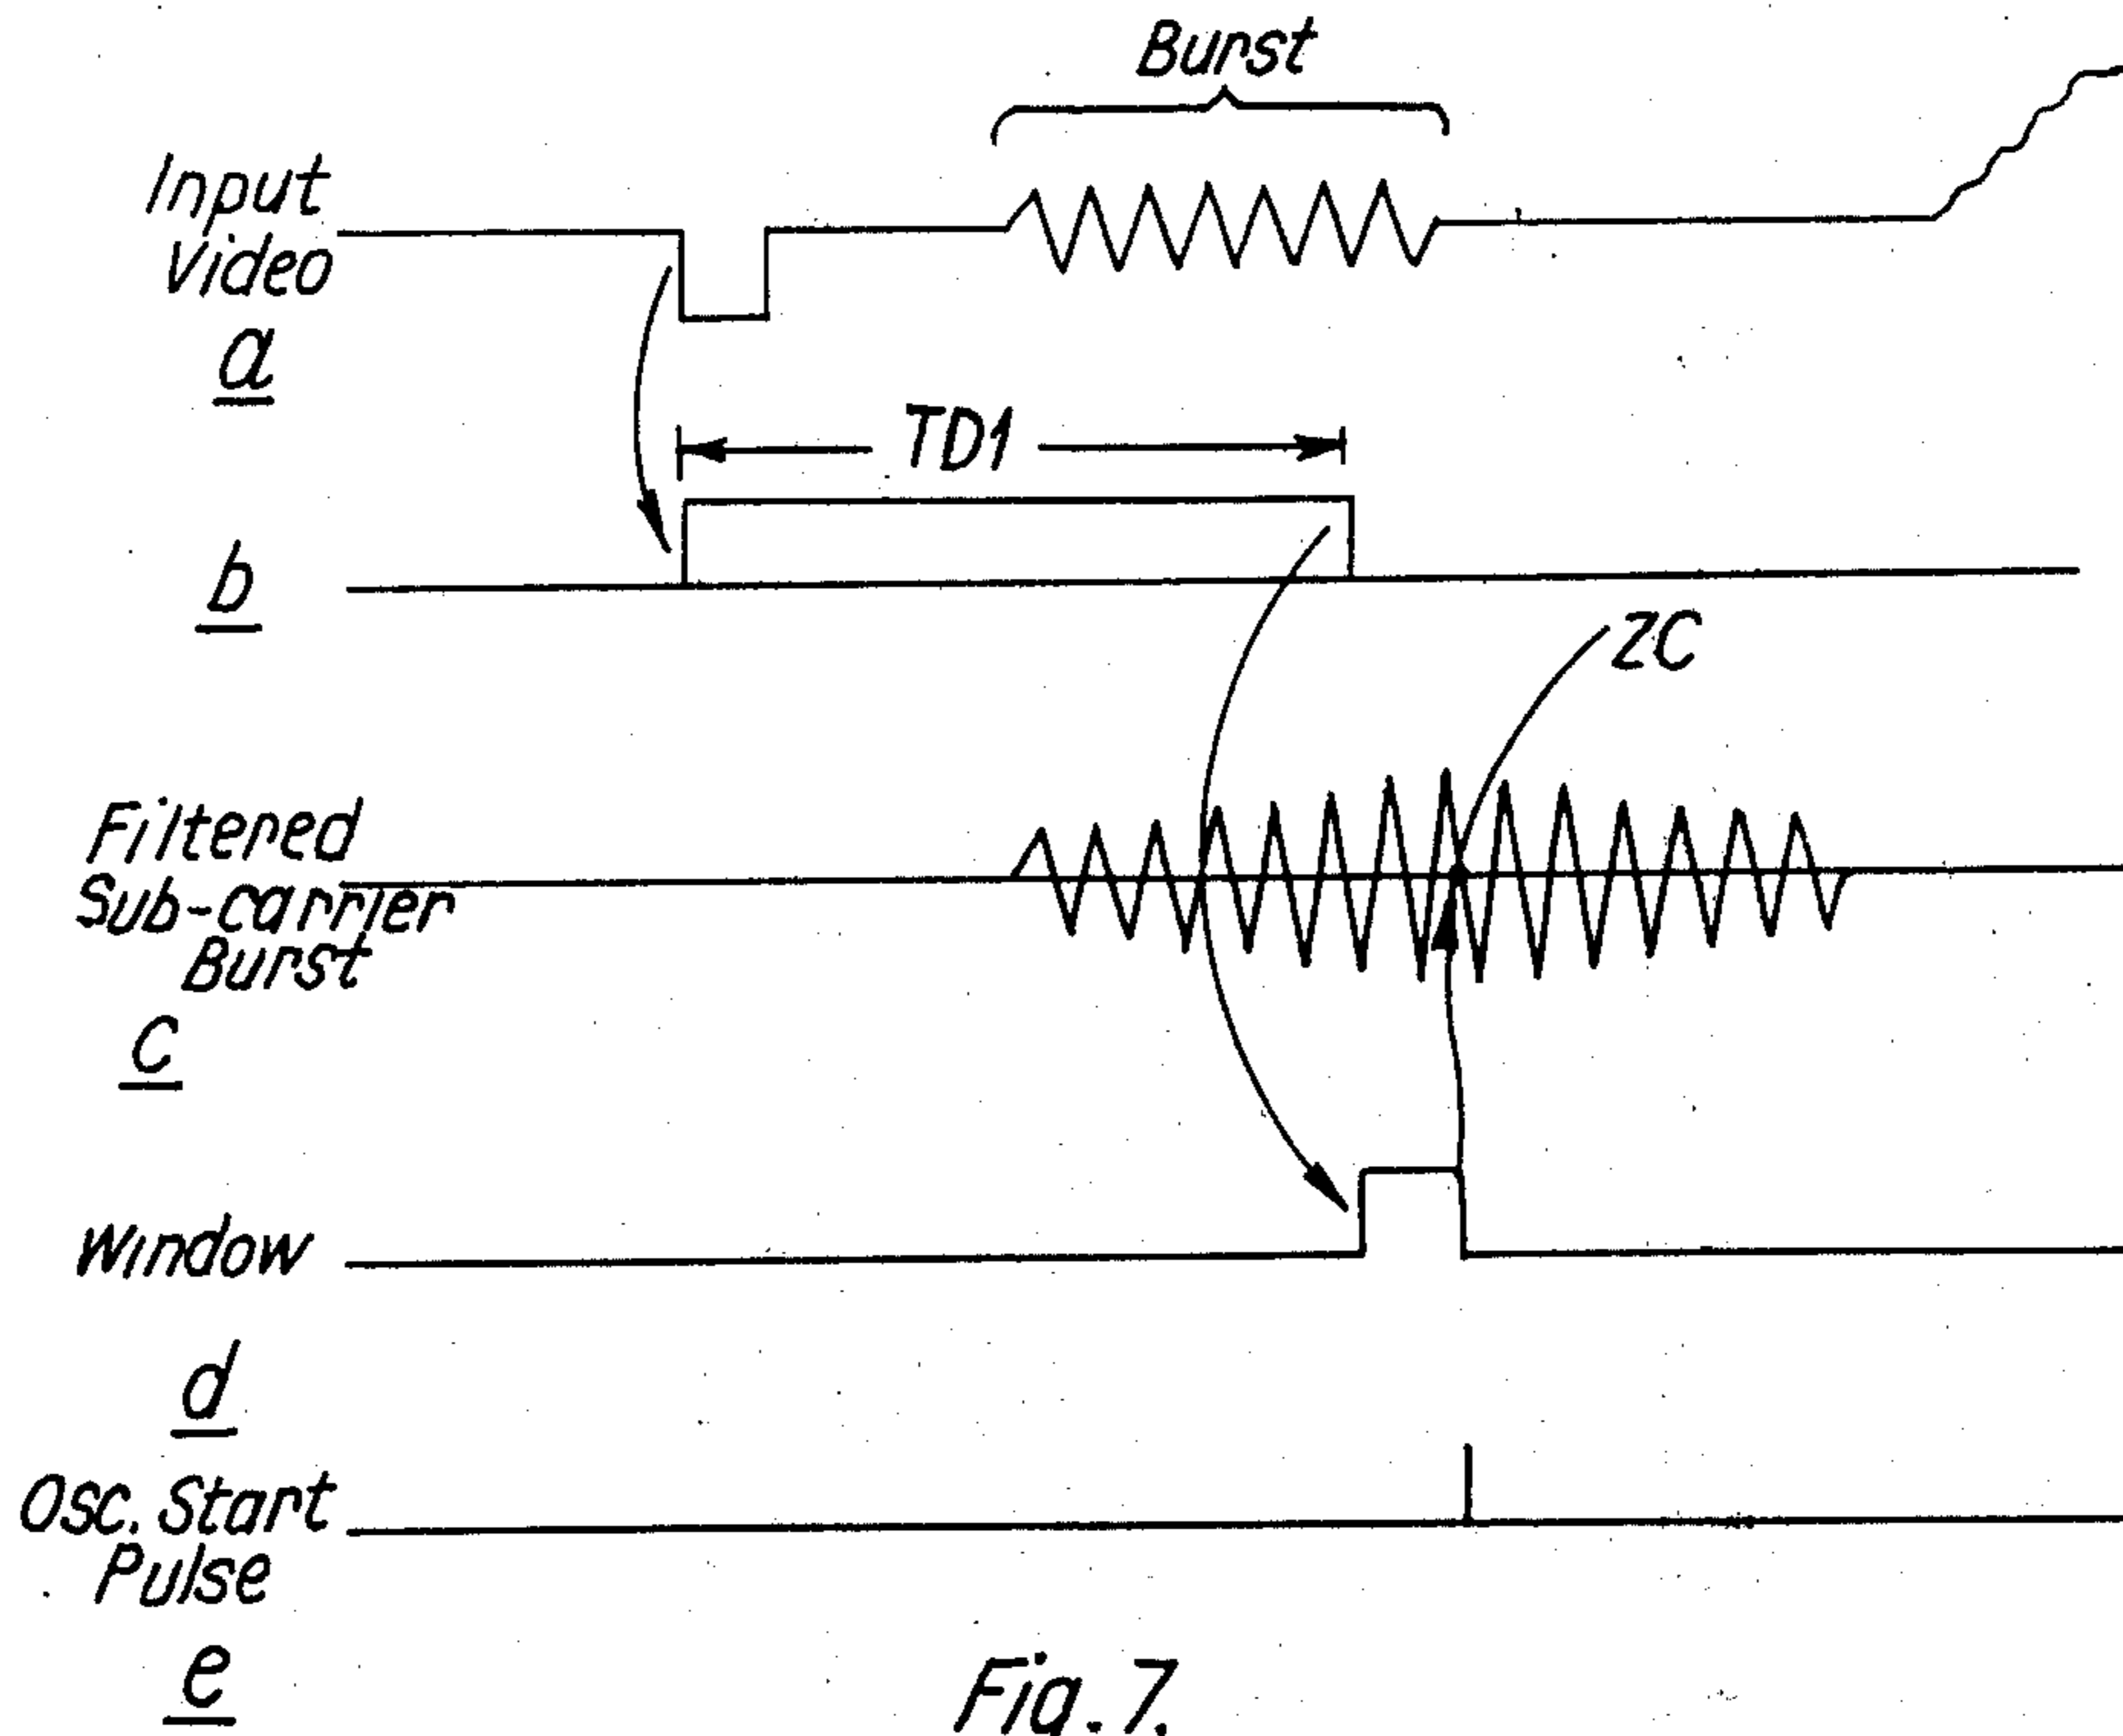 Burst
Input
Video
a
TD1
b
ZC
Filtered
Sub-carrier
Burst
c
Window
d
Osc. Start
Pulse
e
Fig. 7.